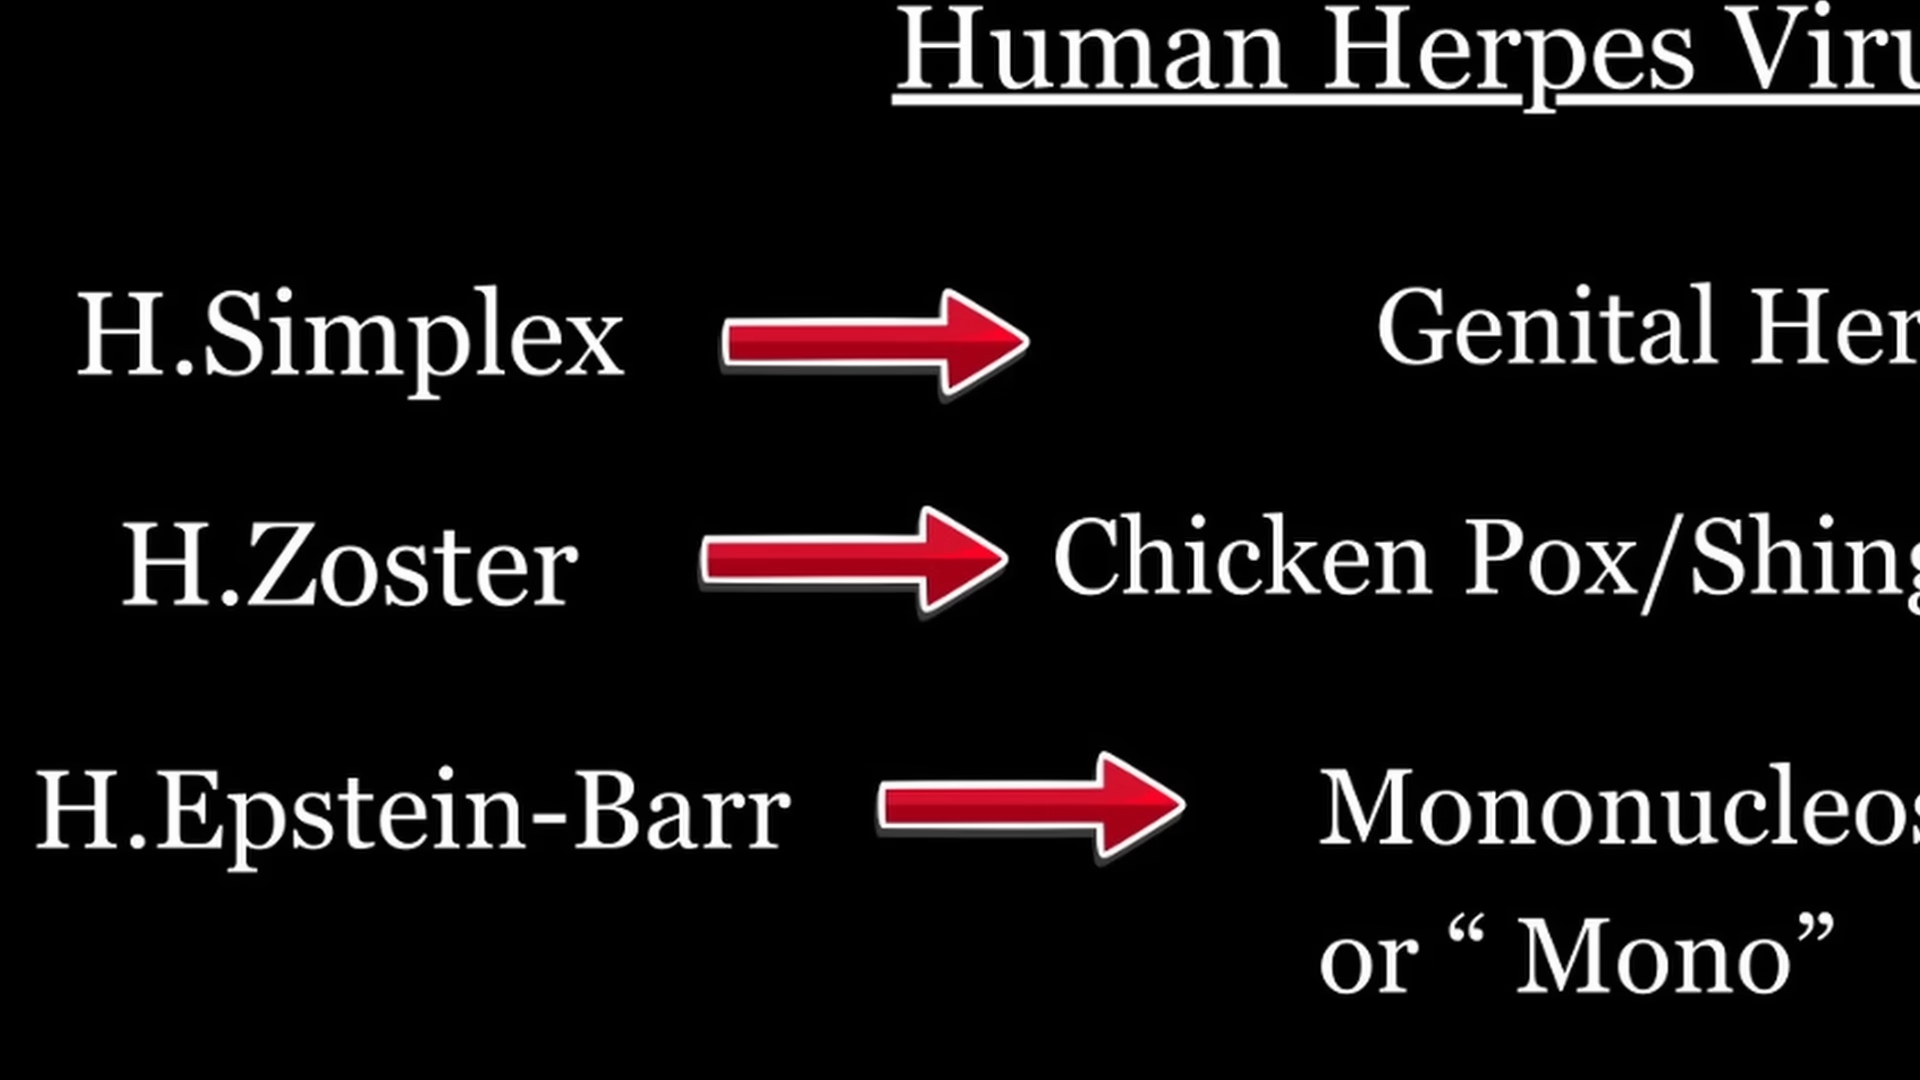 Human Herpes Viru
H.Simplex Genital Her
H.Zoster Chicken Pox/Shing
H.Epstein-Barr Mononucleos
or “ Mono”